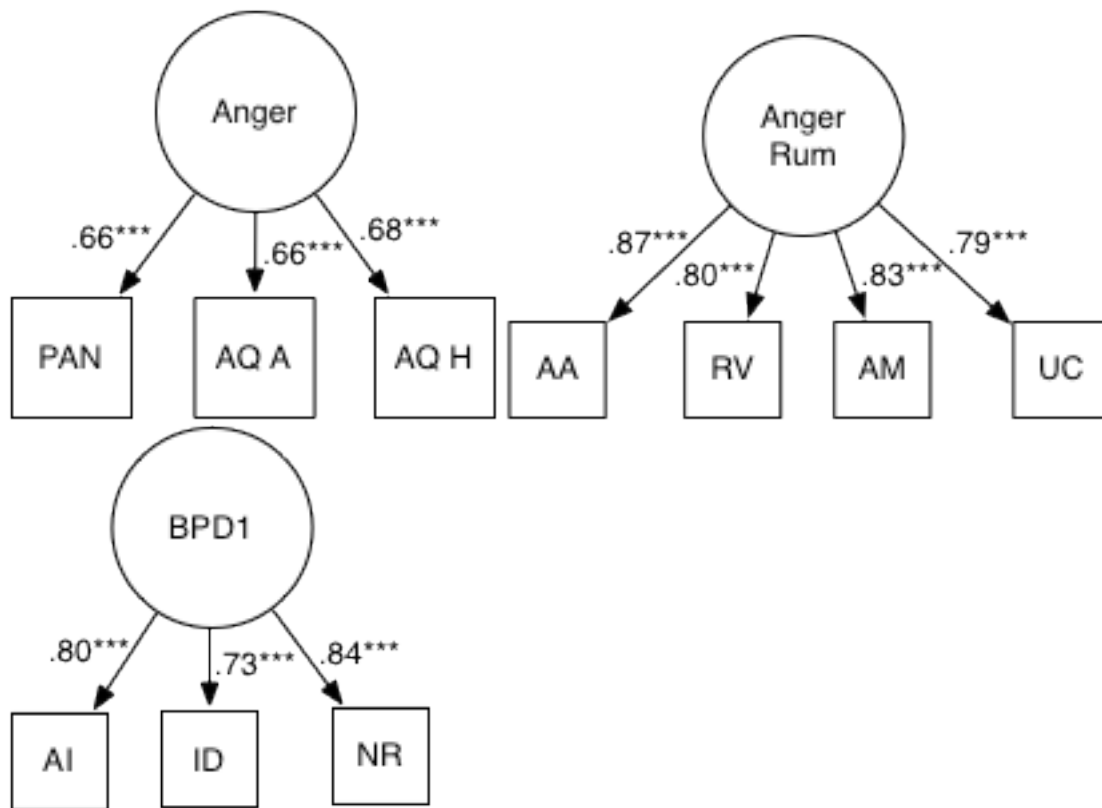 Anger
.66***
.66***
.68***
PAN
AQ A
AQ H
Anger
Rum
.87***
.80***
.83***
.79***
AA
RV
AM
UC
BPD1
.80***
.73***
.84***
AI
ID
NR